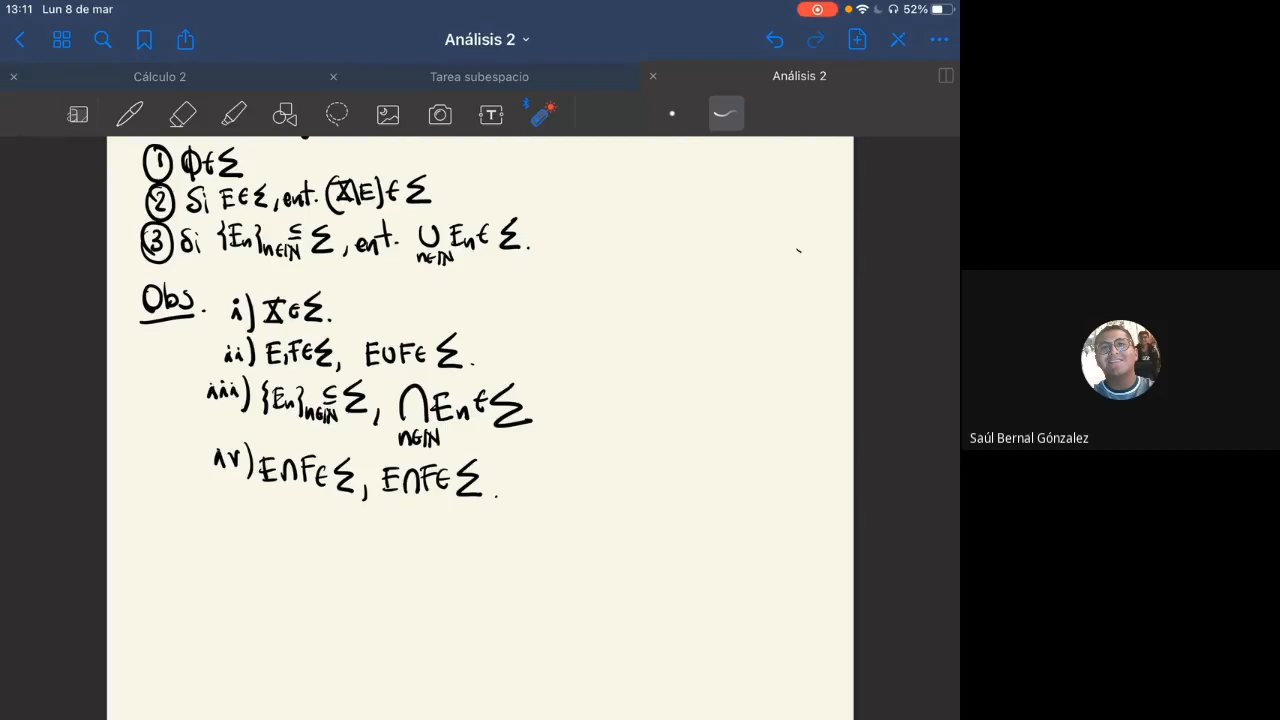 13:11 Lun 8 de mar
52%
Análisis 2
Cálculo 2
Tarea subespacio
Análisis 2
① ∅∈Σ
② Si E∈Σ, ent. (X\E)∈Σ
③ Si {En}n∈ℕ ⊆ Σ, ent. ∪n∈ℕ En∈Σ.
Obs. i) X∈Σ.
ii) E,F∈Σ, E∪F∈Σ.
iii) {En}n∈ℕ ⊆ Σ, ⋂n∈ℕ En∈Σ
iv) E∩F∈Σ, E∩F∈Σ.
Saúl Bernal Gónzalez